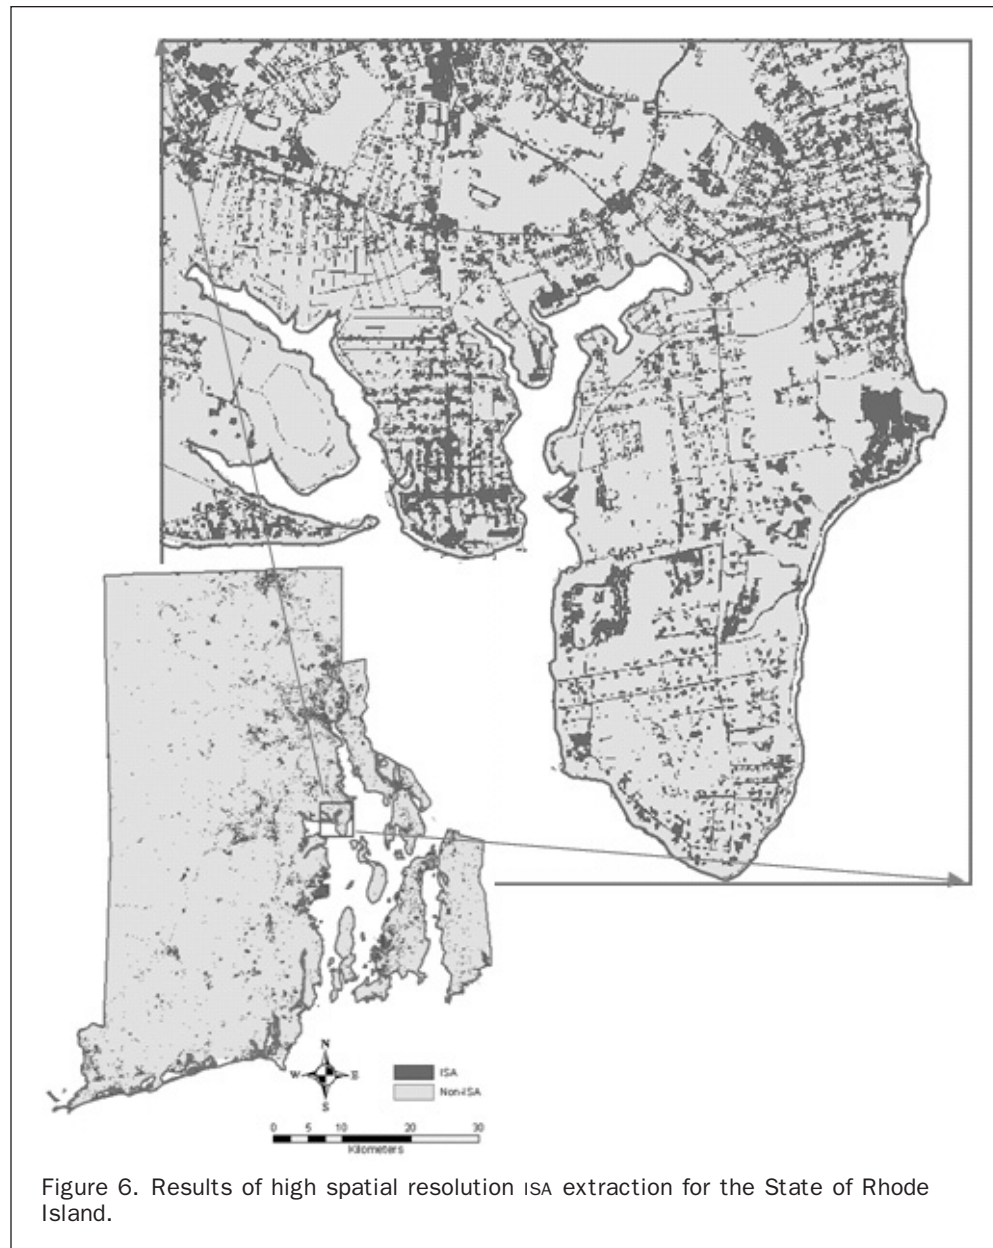 N
W E
S
ISA
Non-ISA
0 5 10 20 30
Kilometers
Figure 6. Results of high spatial resolution ISA extraction for the State of Rhode
Island.